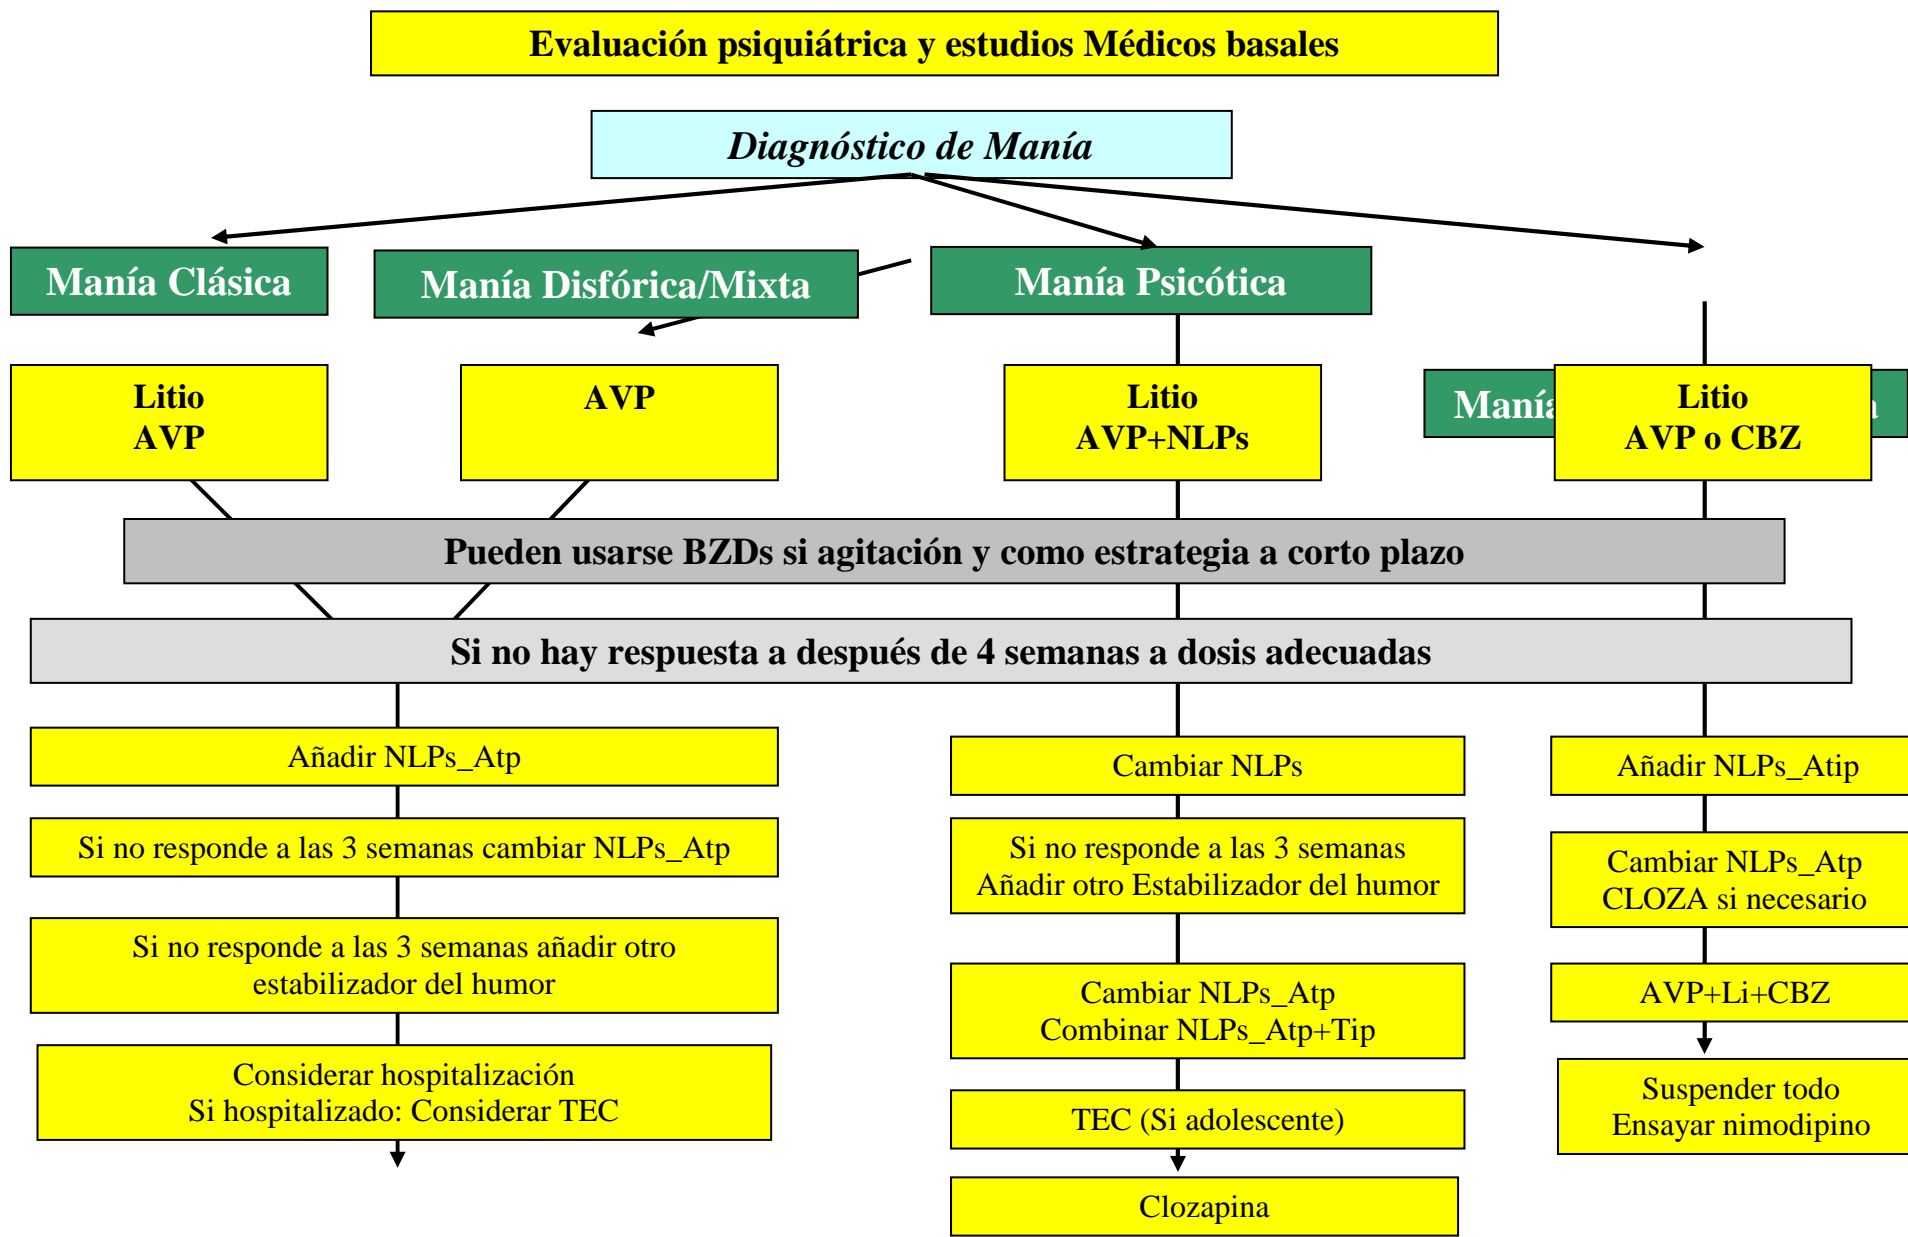 Evaluación psiquiátrica y estudios Médicos basales
Diagnóstico de Manía
Manía Clásica
Manía Disfórica/Mixta
Manía Psicótica
Manía
Litio
AVP
AVP
Litio
AVP+NLPs
Litio
AVP o CBZ
Pueden usarse BZDs si agitación y como estrategia a corto plazo
Si no hay respuesta a después de 4 semanas a dosis adecuadas
Añadir NLPs_Atp
Si no responde a las 3 semanas cambiar NLPs_Atp
Si no responde a las 3 semanas añadir otro
estabilizador del humor
Considerar hospitalización
Si hospitalizado: Considerar TEC
Cambiar NLPs
Si no responde a las 3 semanas
Añadir otro Estabilizador del humor
Cambiar NLPs_Atp
Combinar NLPs_Atp+Tip
TEC (Si adolescente)
Clozapina
Añadir NLPs_Atip
Cambiar NLPs_Atp
CLOZA si necesario
AVP+Li+CBZ
Suspender todo
Ensayar nimodipino